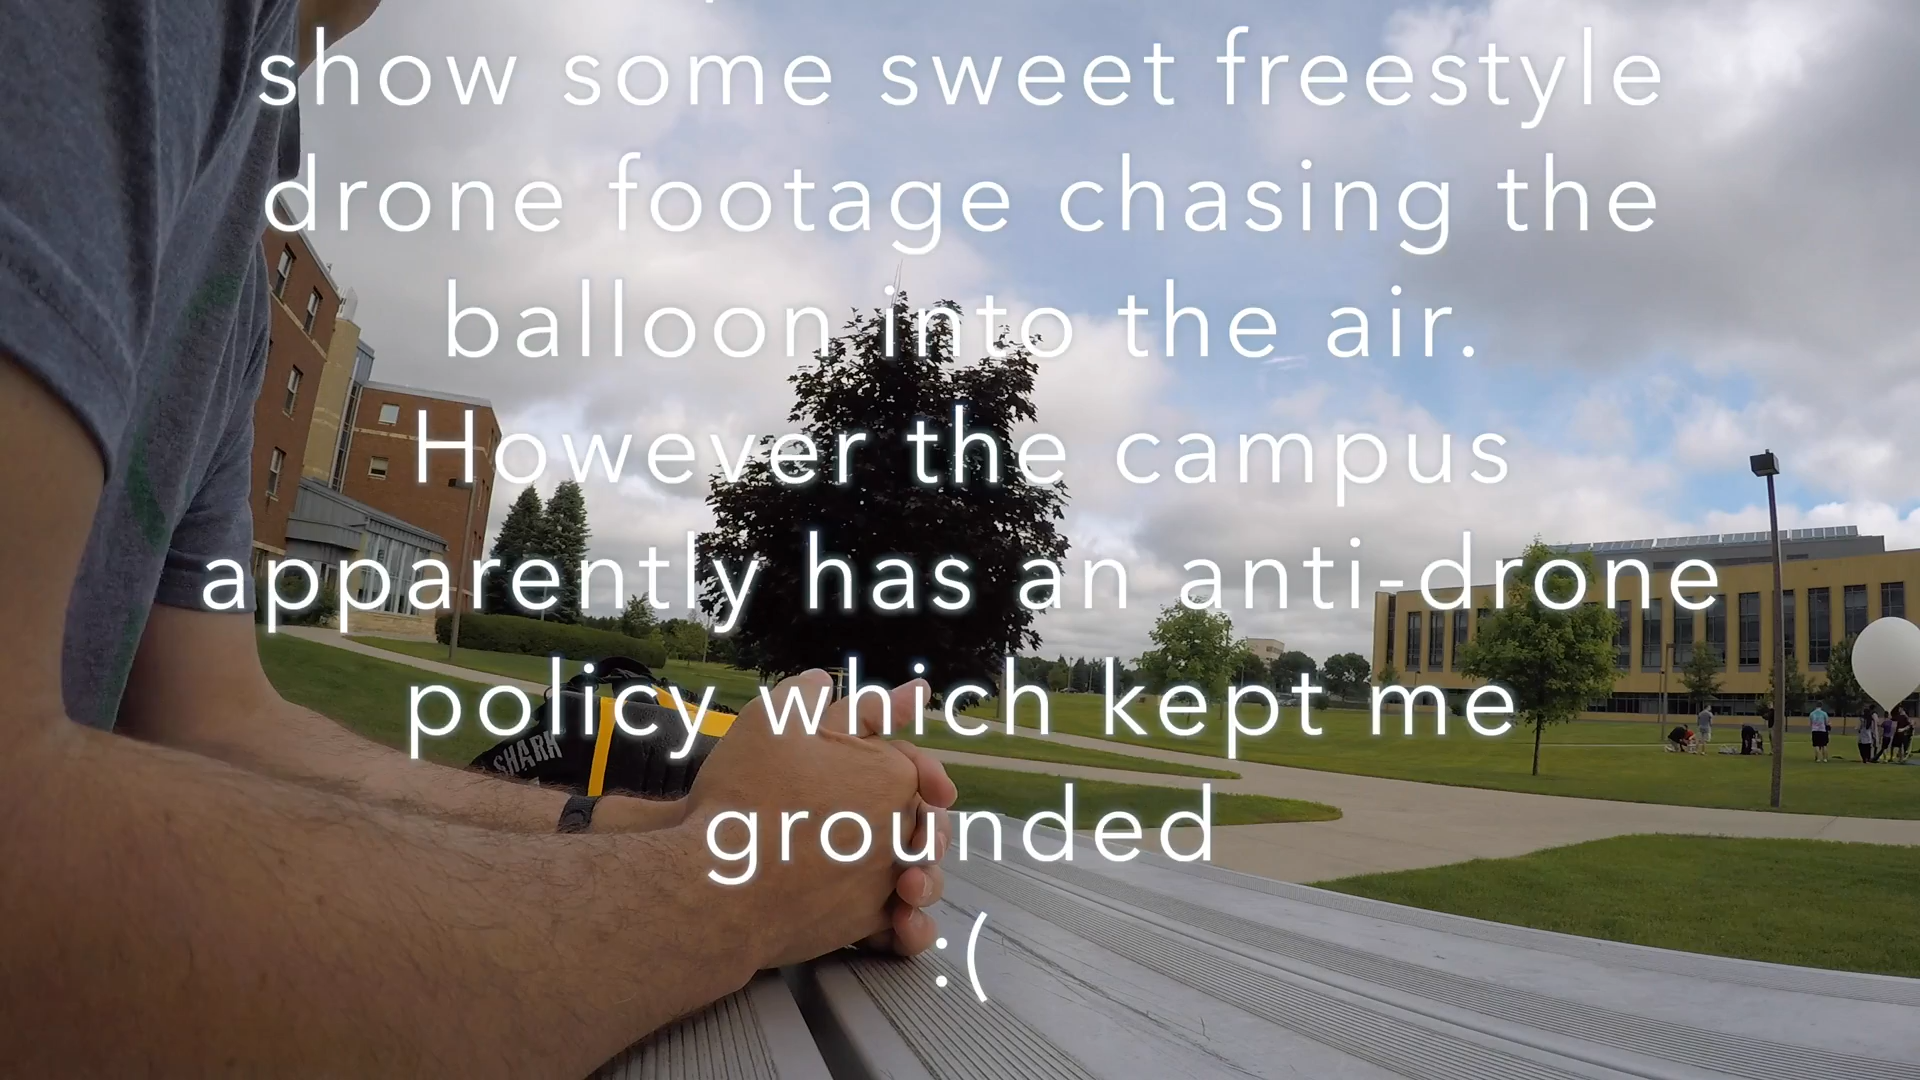 show some sweet freestyle
drone footage chasing the
balloon into the air.
However the campus
apparently has an anti-drone
policy which kept me
grounded
:(
SHARK